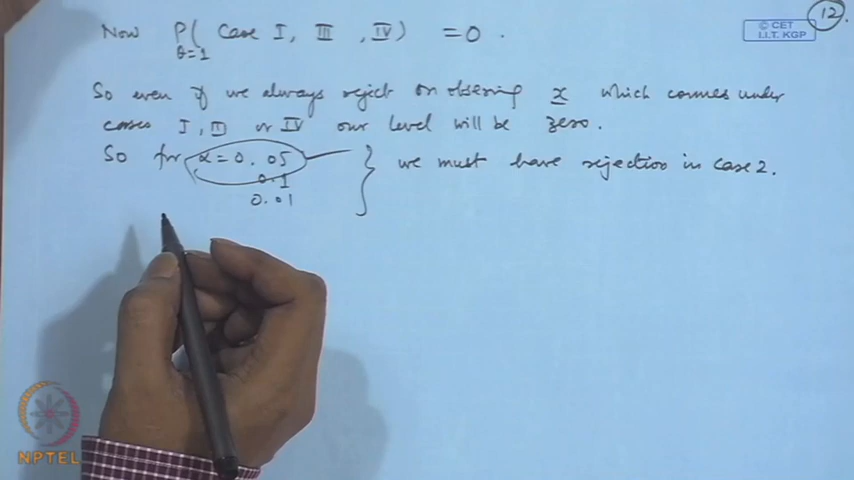 Now P ( Case I, III , IV ) = 0 .
θ=1
12
© CET
I.I.T. KGP
So even if we always reject on observing x which comes under
cases I, III or IV our level will be zero.
So for α = 0.05 } we must have rejection in case 2.
0.1
0.01
NPTEL